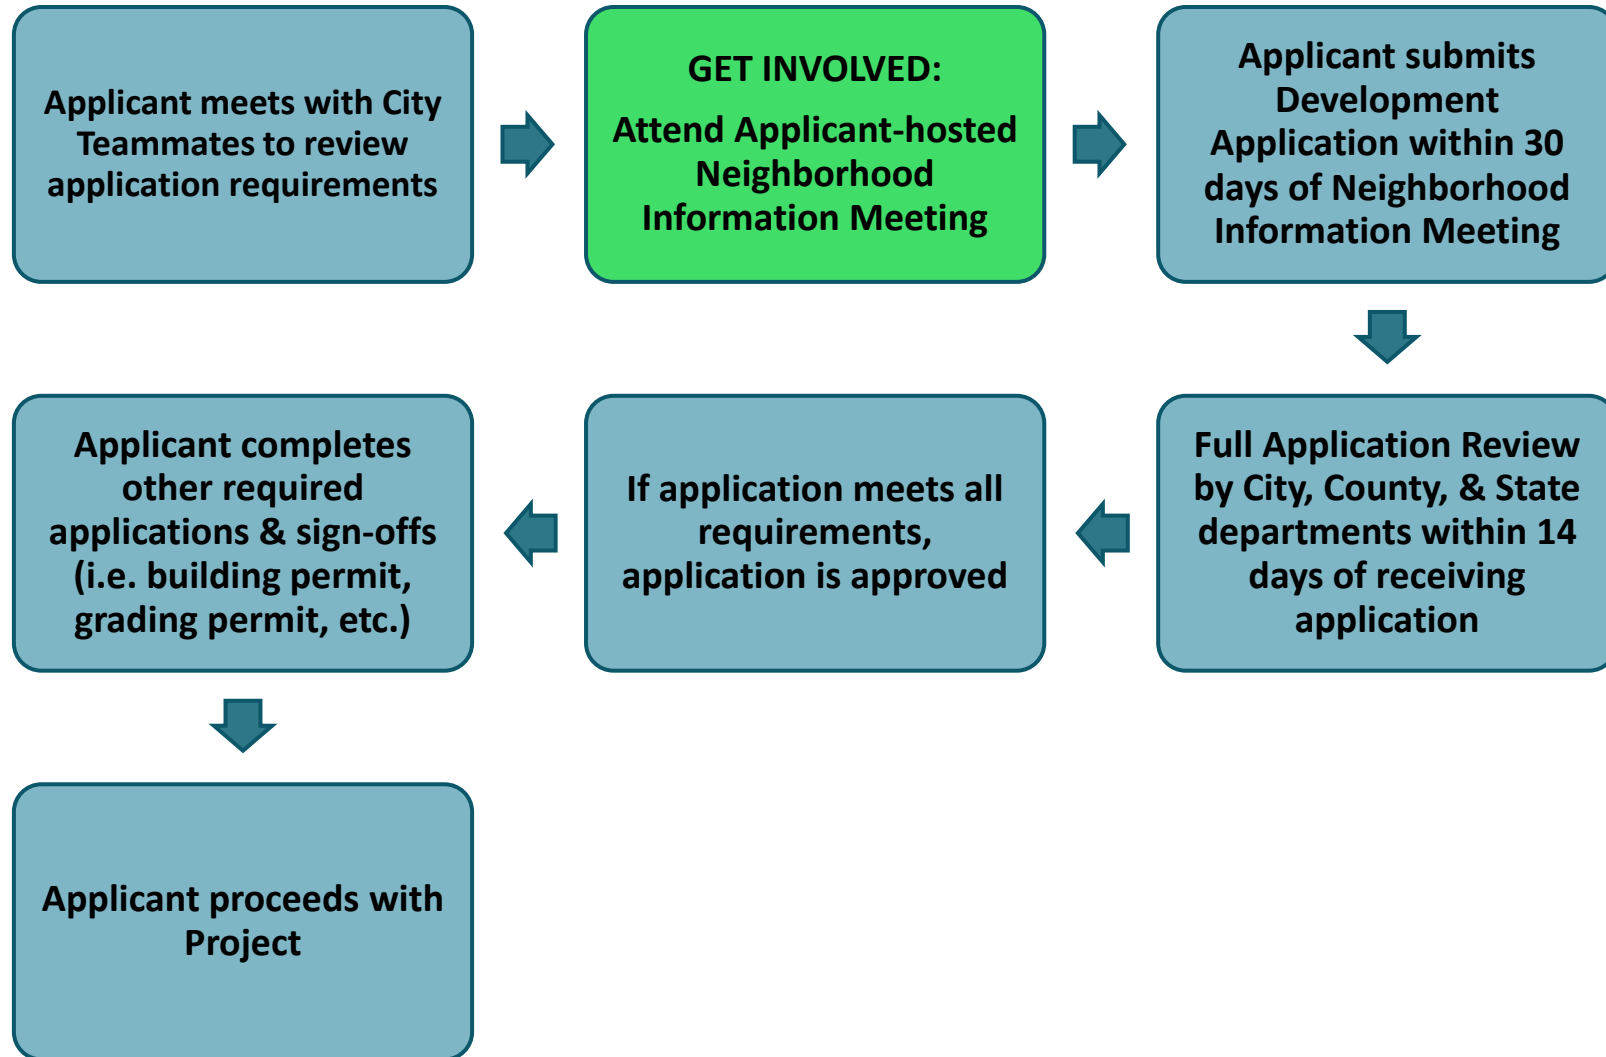 Applicant meets with City
Teammates to review
application requirements
GET INVOLVED:
Attend Applicant-hosted
Neighborhood
Information Meeting
Applicant submits
Development
Application within 30
days of Neighborhood
Information Meeting
Full Application Review
by City, County, & State
departments within 14
days of receiving
application
If application meets all
requirements,
application is approved
Applicant completes
other required
applications & sign-offs
(i.e. building permit,
grading permit, etc.)
Applicant proceeds with
Project